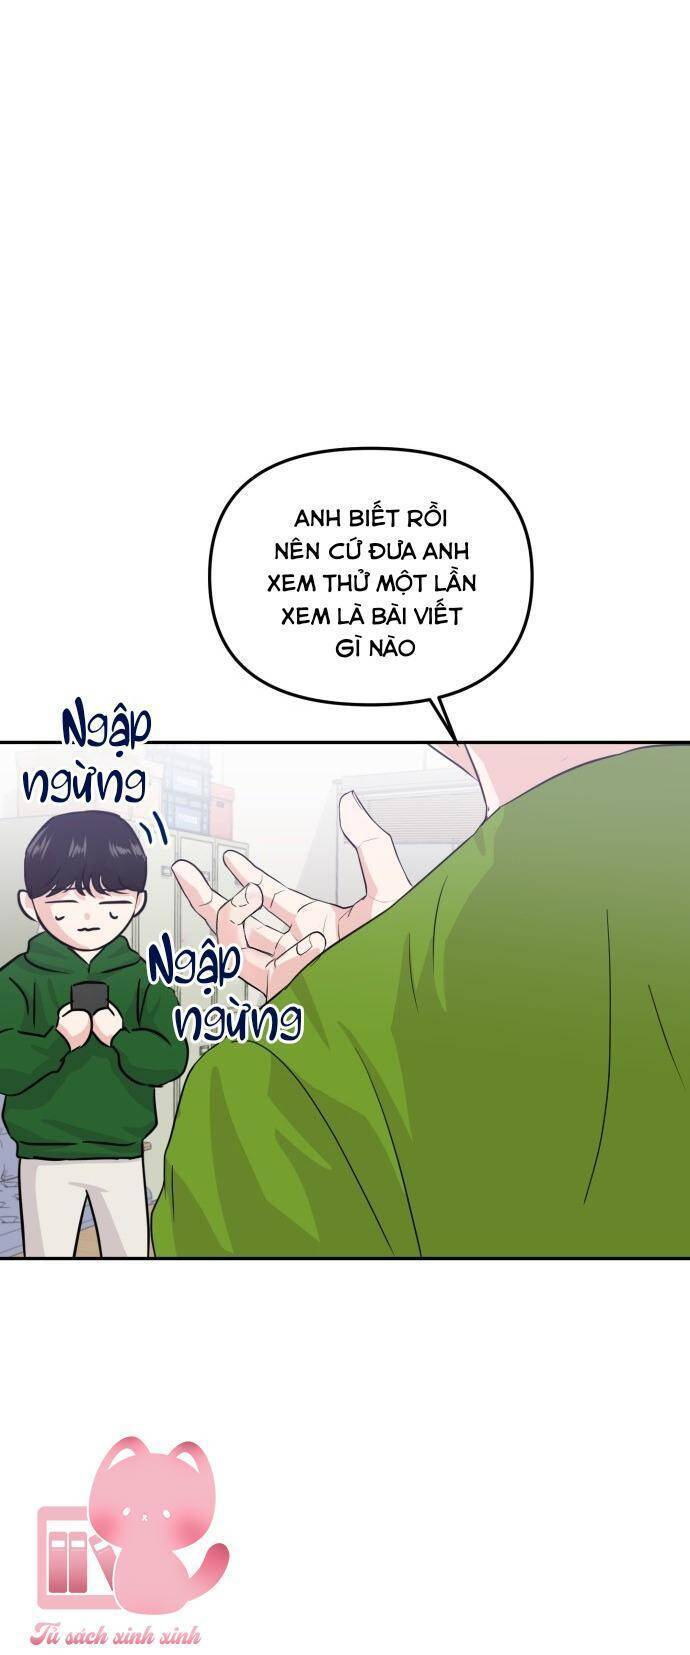 ANH BIẾT RỒI
NÊN CỨ ĐƯA ANH
XEM THỬ MỘT LẦN
XEM LÀ BÀI VIẾT
GÌ NÀO
Ngập
ngừng
Ngập
ngừng
Tủ sách xinh xinh